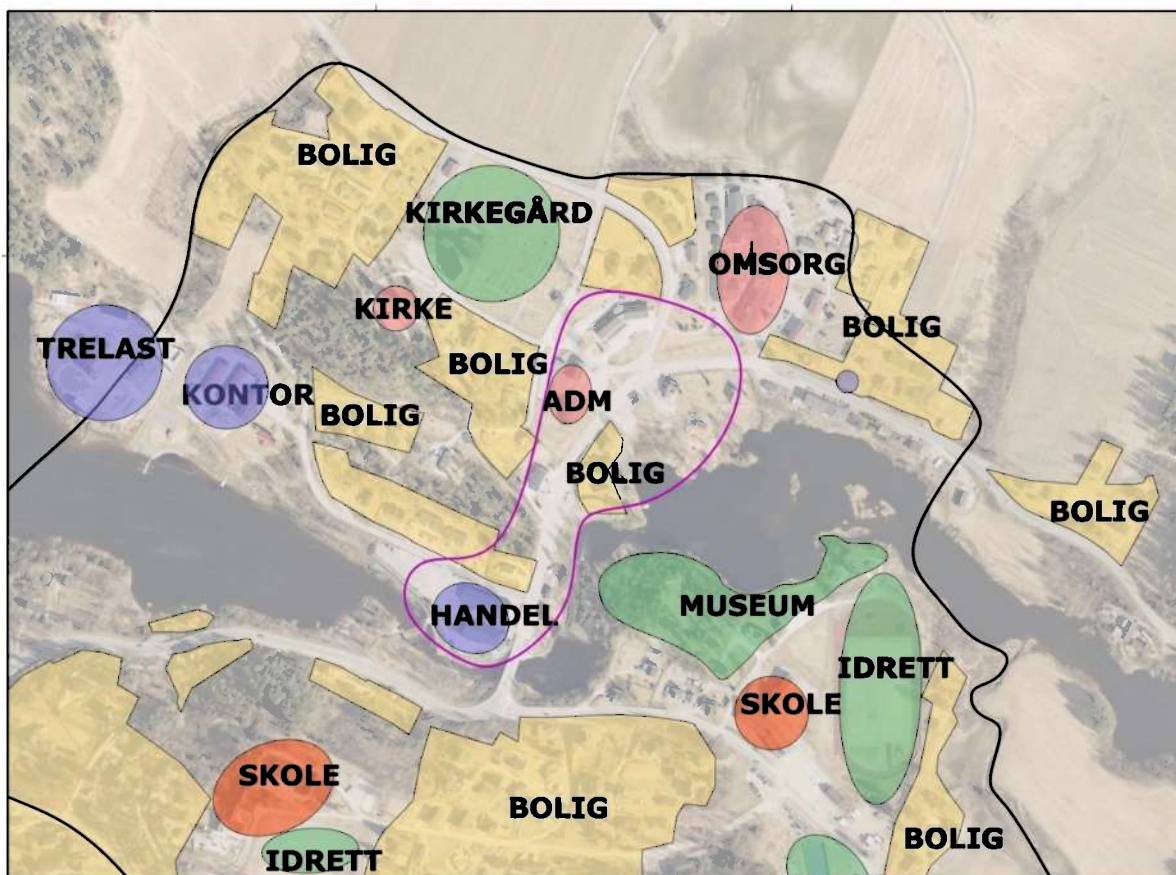 BOLIG
KIRKEGÅRD
OMSORG
KIRKE
BOLIG
TRELAST
BOLIG
KONTOR
ADM
BOLIG
BOLIG
BOLIG
MUSEUM
HANDEL
IDRETT
SKOLE
SKOLE
BOLIG
BOLIG
IDRETT